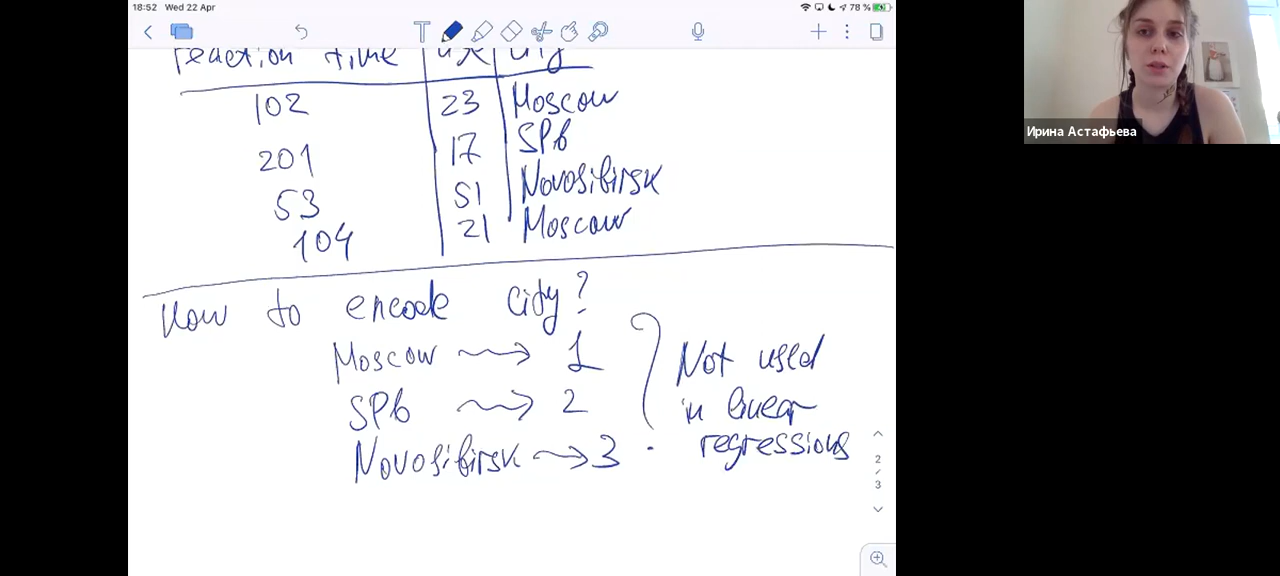 18:52 Wed 22 Apr
78 %
T
reaction time city
102 23 Moscow
201 17 SPb
53 51 Novosibirsk
104 21 Moscow
How to encode city?
Moscow → 1
SPb → 2
Novosibirsk → 3
Not used
in linear
regressions
2
/
3
Ирина Астафьева